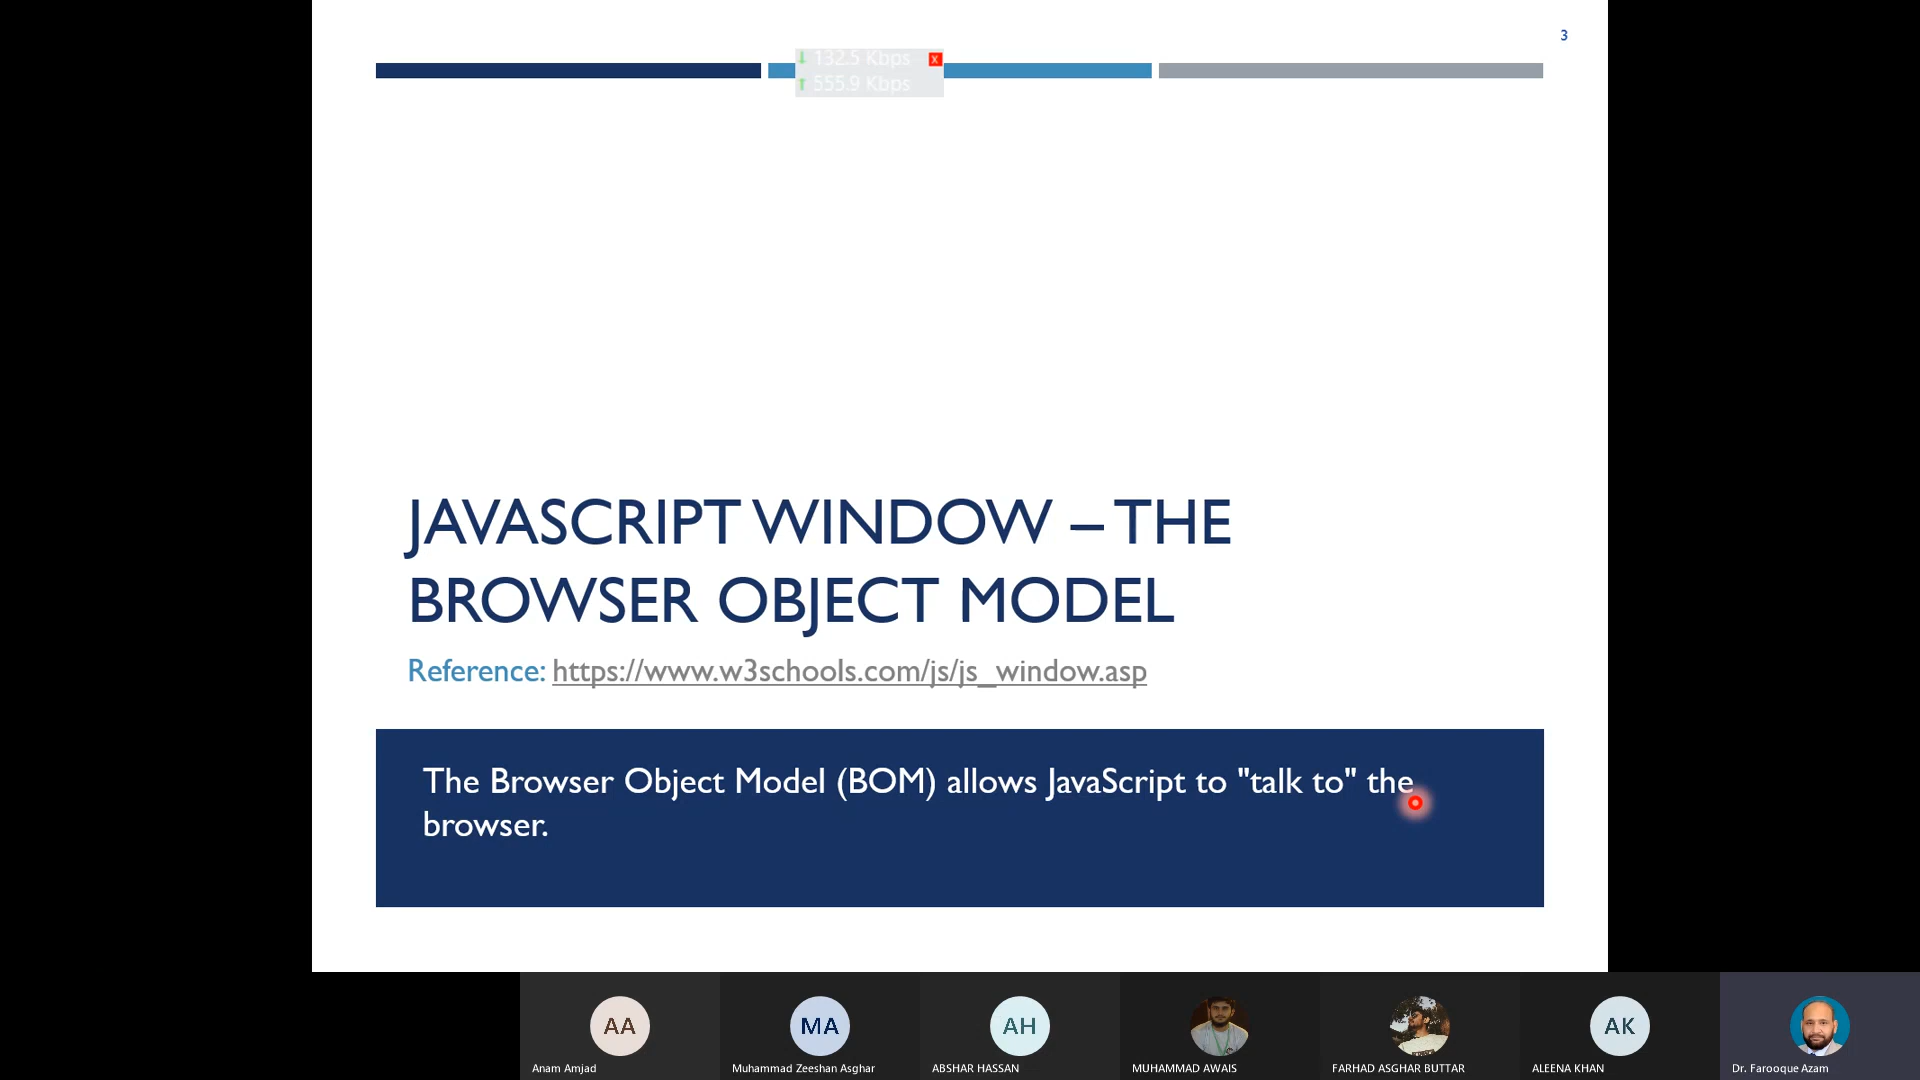 3
132.5 Kbps
x
555.9 Kbps
JAVASCRIPT WINDOW – THE
BROWSER OBJECT MODEL
Reference: https://www.w3schools.com/js/js_window.asp
The Browser Object Model (BOM) allows JavaScript to "talk to" the
browser.
AA
MA
AH
AK
Anam Amjad
Muhammad Zeeshan Asghar
ABSHAR HASSAN
MUHAMMAD AWAIS
FARHAD ASGHAR BUTTAR
ALEENA KHAN
Dr. Farooque Azam